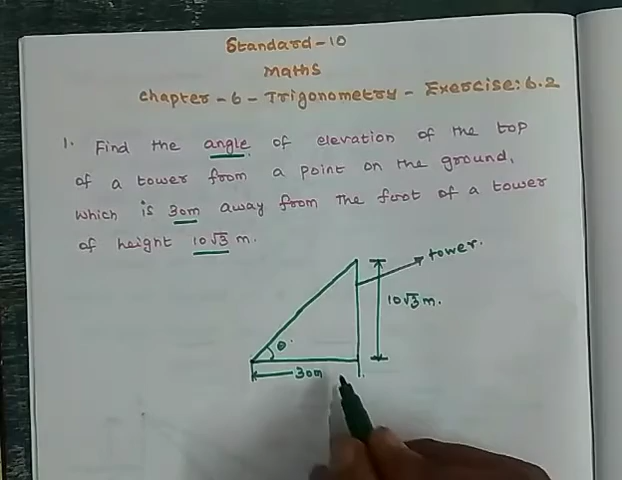 Standard-10
Maths
Chapter-6-Trigonometry-Exercise:6.2
1. Find the angle of elevation of the top
of a tower from a point on the ground,
which is 30m away from the foot of a tower
of height 10√3 m.
tower.
10√3 m.
θ
30m